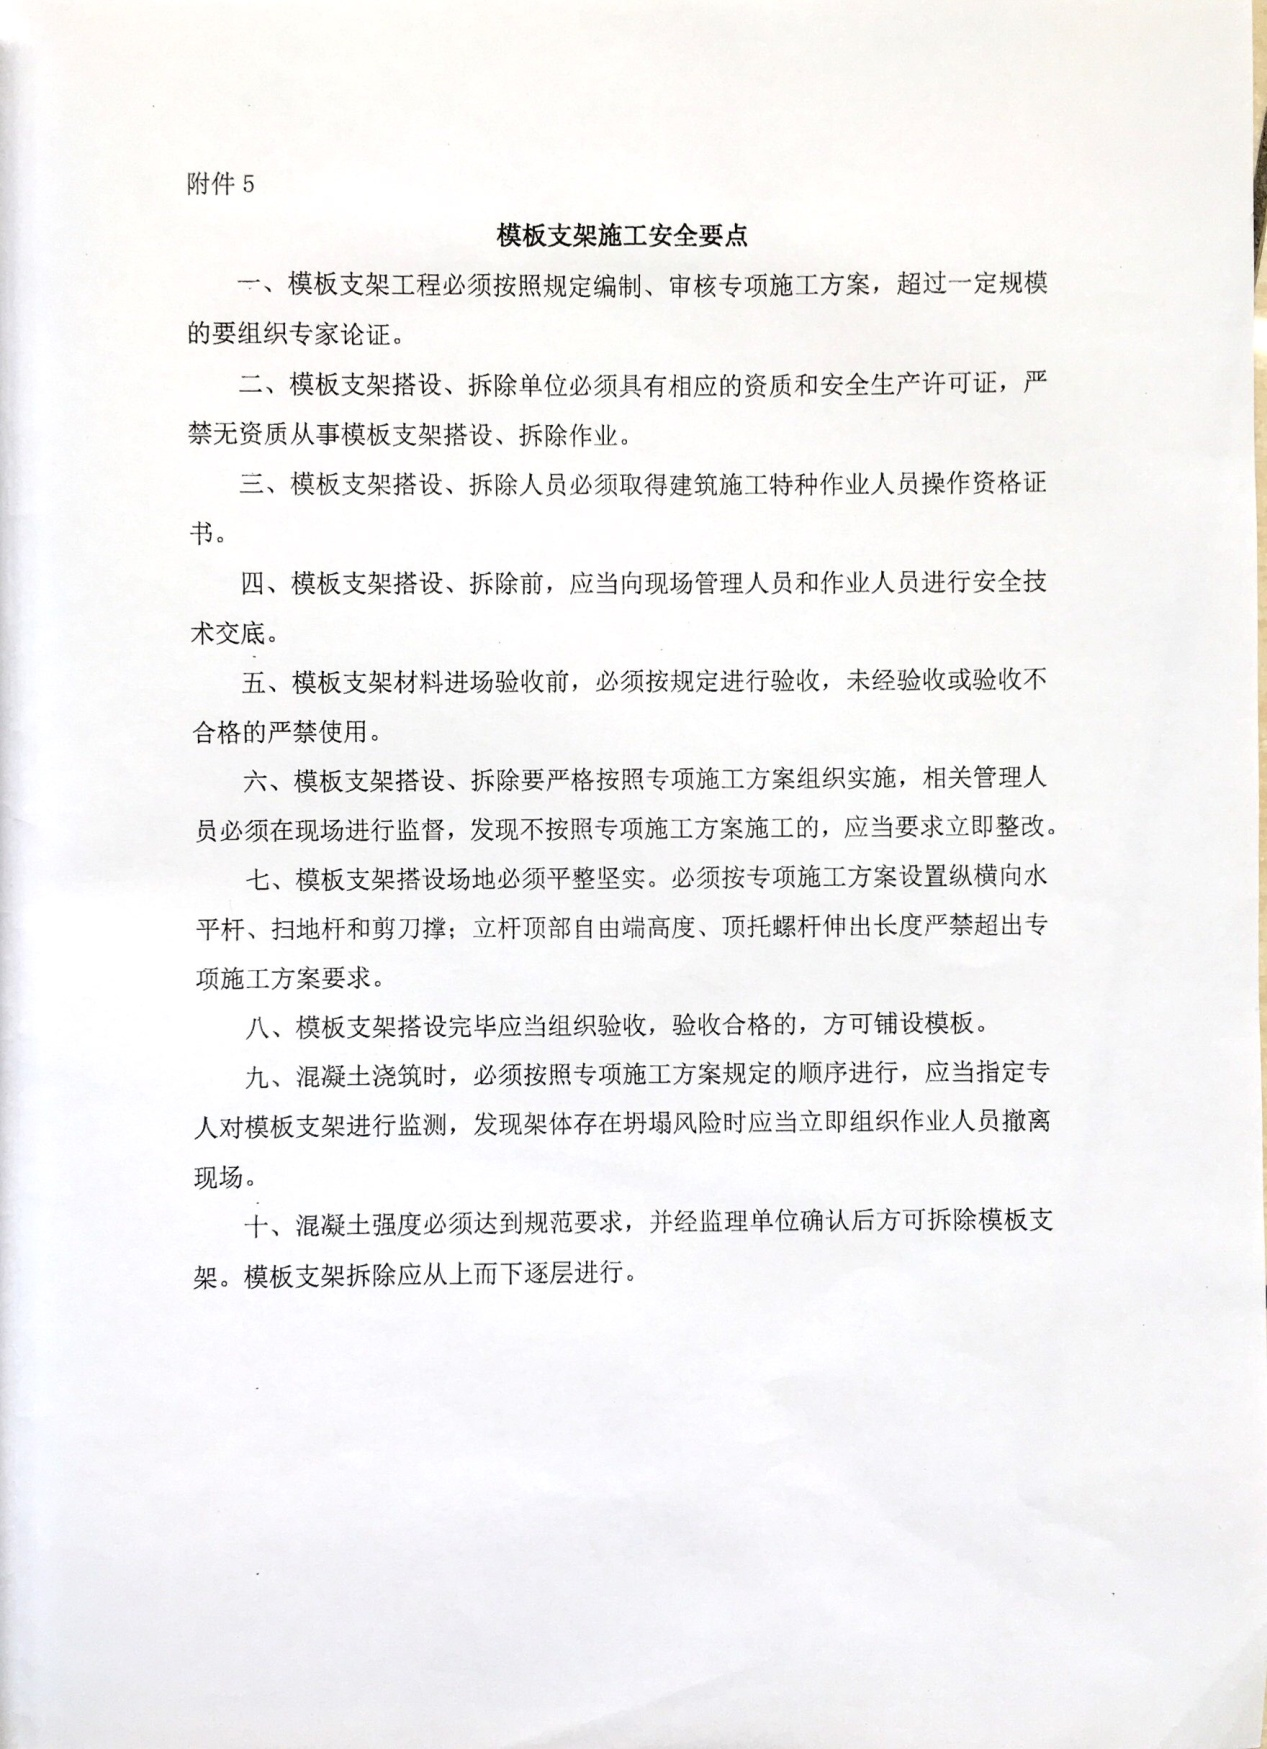 附件 5
模板支架施工安全要点
一、模板支架工程必须按照规定编制、审核专项施工方案，超过一定规模
的要组织专家论证。
二、模板支架搭设、拆除单位必须具有相应的资质和安全生产许可证，严
禁无资质从事模板支架搭设、拆除作业。
三、模板支架搭设、拆除人员必须取得建筑施工特种作业人员操作资格证
书。
四、模板支架搭设、拆除前，应当向现场管理人员和作业人员进行安全技
术交底。
五、模板支架材料进场验收前，必须按规定进行验收，未经验收或验收不
合格的严禁使用。
六、模板支架搭设、拆除要严格按照专项施工方案组织实施，相关管理人
员必须在现场进行监督，发现不按照专项施工方案施工的，应当要求立即整改。
七、模板支架搭设场地必须平整坚实。必须按专项施工方案设置纵横向水
平杆、扫地杆和剪刀撑；立杆顶部自由端高度、顶托螺杆伸出长度严禁超出专
项施工方案要求。
八、模板支架搭设完毕应当组织验收，验收合格的，方可铺设模板。
九、混凝土浇筑时，必须按照专项施工方案规定的顺序进行，应当指定专
人对模板支架进行监测，发现架体存在坍塌风险时应当立即组织作业人员撤离
现场。
十、混凝土强度必须达到规范要求，并经监理单位确认后方可拆除模板支
架。模板支架拆除应从上而下逐层进行。